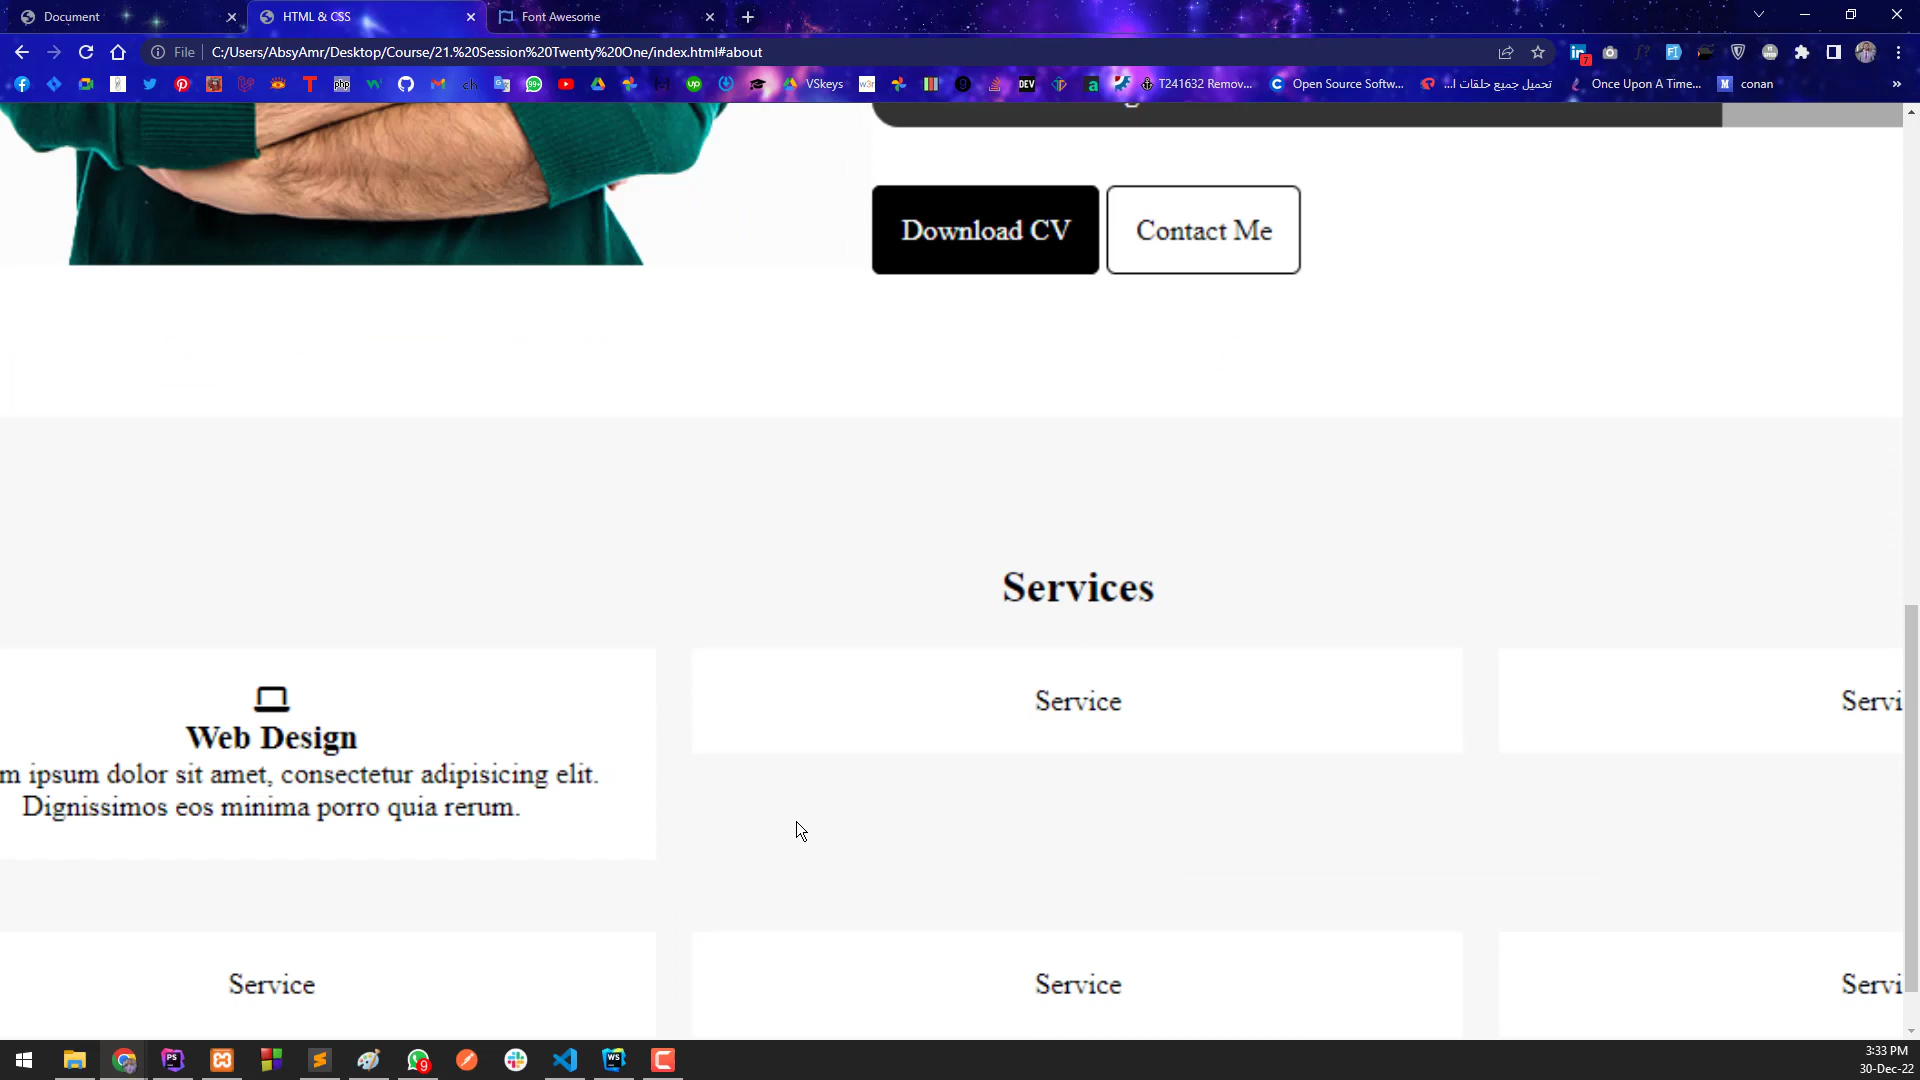 Document
HTML & CSS
Font Awesome
File
C:/Users/AbsyAmr/Desktop/Course/21.%20Session%20Twenty%20One/index.html#about
7
VSkeys
T241632 Remov...
Open Source Softw...
تحميل جميع حلقات ا...
Once Upon A Time...
conan
Download CV
Contact Me
Services
Web Design
m ipsum dolor sit amet, consectetur adipisicing elit.
Dignissimos eos minima porro quia rerum.
Service
Servi
Service
Service
Servi
3:33 PM
30-Dec-22